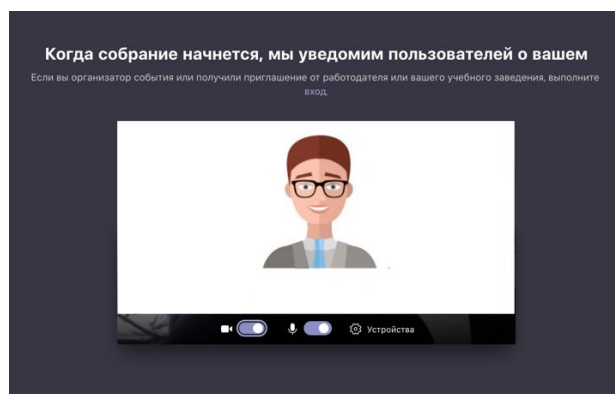 Когда собрание начнется, мы уведомим пользователей о вашем
Если вы организатор события или получили приглашение от работодателя или вашего учебного заведения, выполните
вход.
Устройства